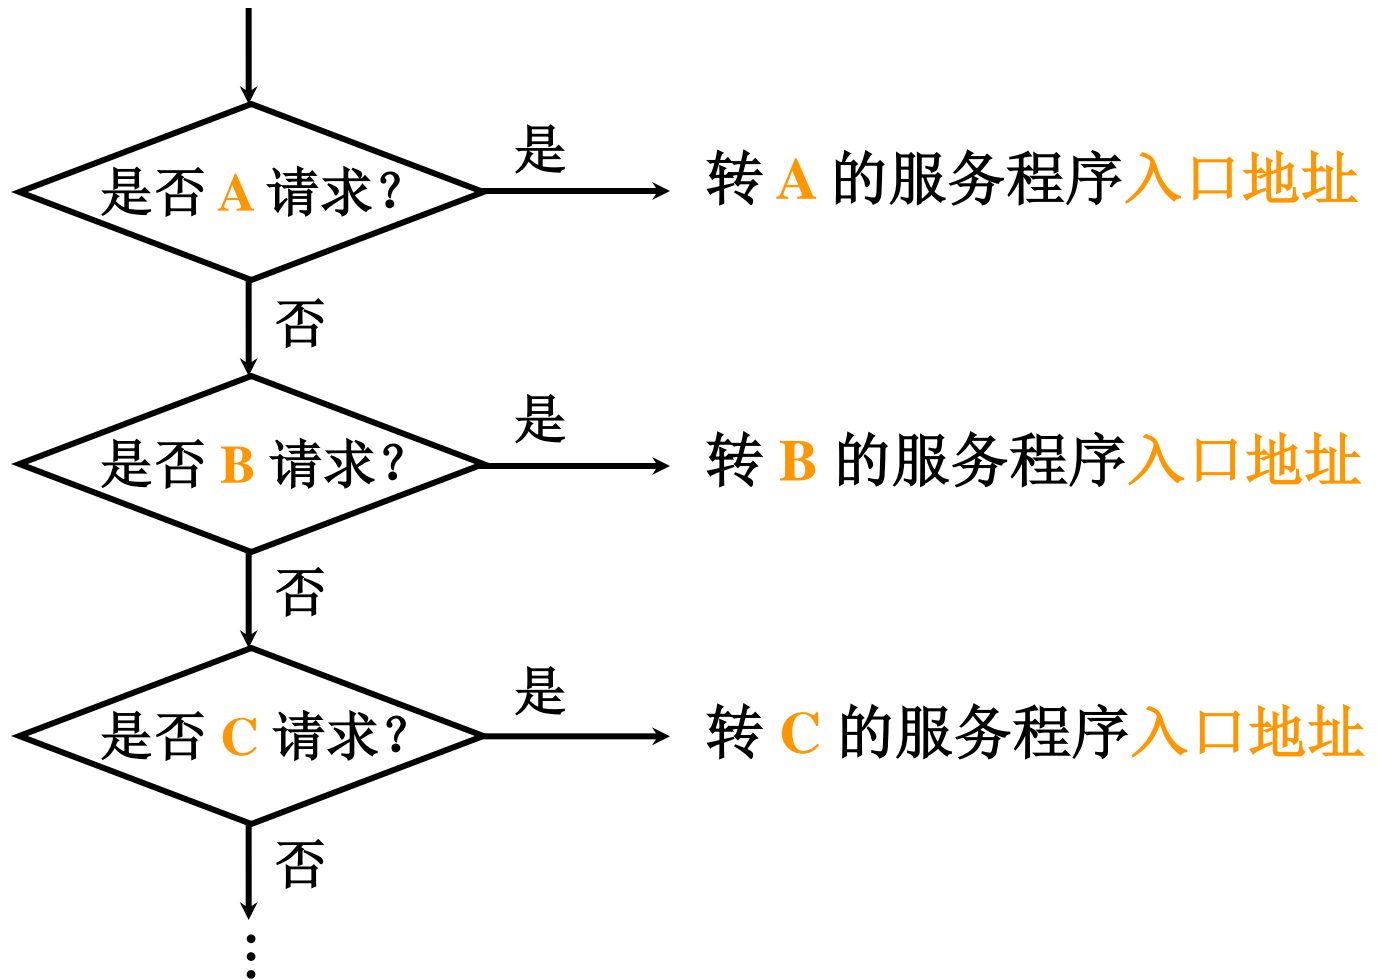 是
是否 A 请求？
转 A 的服务程序入口地址
否
是
是否 B 请求？
转 B 的服务程序入口地址
否
是
是否 C 请求？
转 C 的服务程序入口地址
否
⋮